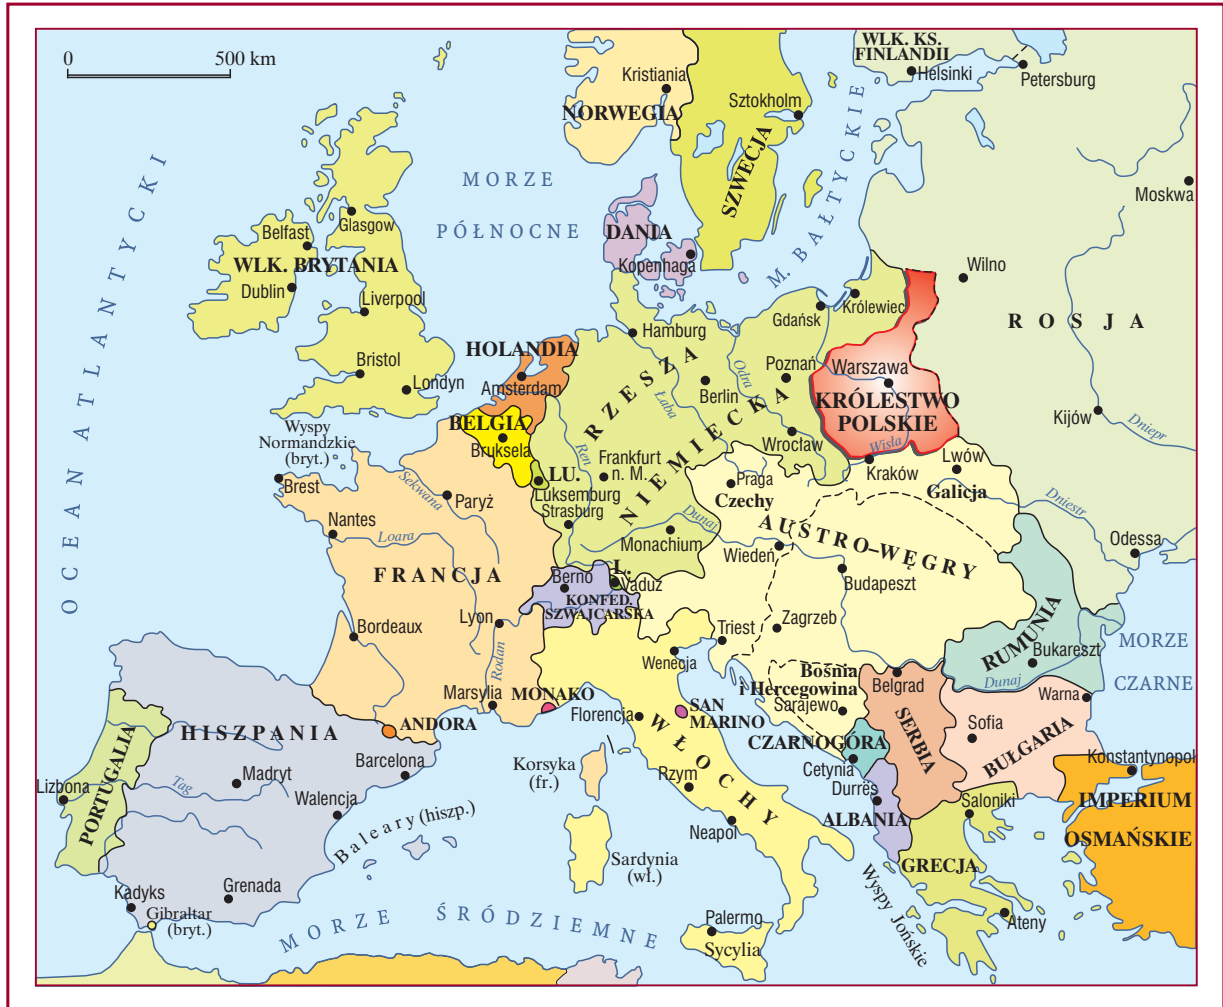 0 500 km
WLK. KS.
FINLANDII
Helsinki
Petersburg
Kristiania
NORWEGIA
Sztokholm
SZWECJA
M. BAŁTYCKIE
Moskwa
OCEAN ATLANTYCKI
MORZE
PÓŁNOCNE
Glasgow
Belfast
WLK. BRYTANIA
Dublin
Liverpool
Bristol
Londyn
DANIA
Kopenhaga
Wilno
ROSJA
Królewiec
Gdańsk
Hamburg
HOLANDIA
Amsterdam
RZESZA
NIEMIECKA
Berlin
Poznań
Odra
Łaba
Warszawa
KRÓLESTWO
POLSKIE
Wisła
Kijów
Dniepr
BELGIA
Bruksela
Wyspy
Normandzkie
(bryt.)
Ren
Wrocław
Frankfurt
n. M.
LU.
Luksemburg
Strasburg
Kraków
Lwów
Galicja
Praga
Czechy
Brest
Sekwana
Paryż
Nantes
Loara
Dunaj
Monachium
Wiedeń
AUSTRO–WĘGRY
Budapeszt
Dniestr
Odessa
FRANCJA
Berno
L.
Vaduz
KONFED.
SZWAJCARSKA
Lyon
Rodan
Bordeaux
Zagrzeb
Triest
Wenecja
RUMUNIA
Bukareszt
Dunaj
MORZE
CZARNE
Bośnia
i Hercegowina
Sarajewo
Belgrad
SERBIA
Warna
Sofia
BUŁGARIA
Marsylia
MONAKO
Florencja
SAN
MARINO
WŁOCHY
CZARNOGÓRA
Cetynia
Durrës
ALBANIA
Konstantynopol
IMPERIUM
OSMAŃSKIE
ANDORA
HISZPANIA
PORTUGALIA
Lizbona
Tag
Madryt
Barcelona
Walencja
Baleary (hiszp.)
Korsyka
(fr.)
Rzym
Neapol
Saloniki
GRECJA
Sardynia
(wł.)
Wyspy Jońskie
Ateny
Kadyks
Grenada
Gibraltar
(bryt.)
MORZE ŚRÓDZIEMNE
Palermo
Sycylia